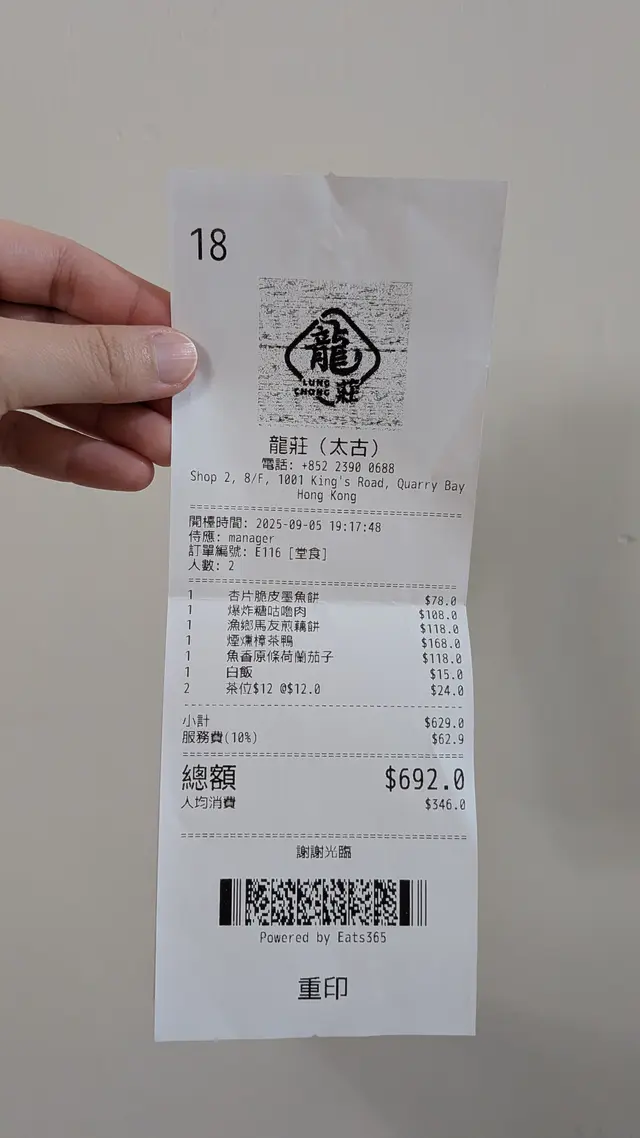 18
龍
LUNG
CHONG 莊
龍莊 (太古)
電話: +852 2390 0688
Shop 2, 8/F, 1001 King's Road, Quarry Bay
Hong Kong
開檯時間: 2025-09-05 19:17:48
侍應: manager
訂單編號: E116 [堂食]
人數: 2
1 杏片脆皮墨魚餅 $78.0
1 爆炸糖咕嚕肉 $108.0
1 漁鄉馬友煎藕餅 $118.0
1 煙燻樟茶鴨 $168.0
1 魚香原條荷蘭茄子 $118.0
1 白飯 $15.0
2 茶位$12 @$12.0 $24.0
小計 $629.0
服務費(10%) $62.9
總額 $692.0
人均消費 $346.0
謝謝光臨
Powered by Eats365
重印